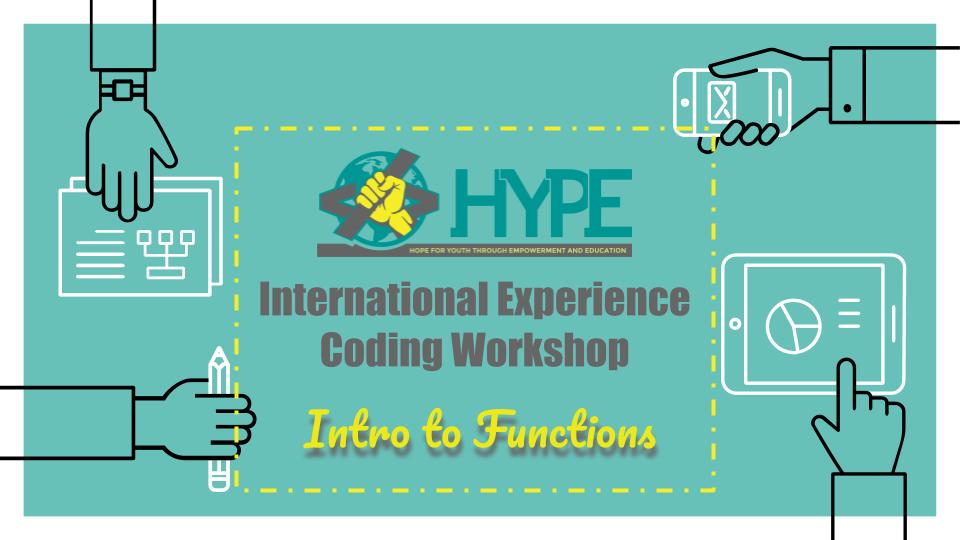 HYPE
HOPE FOR YOUTH THROUGH EMPOWERMENT AND EDUCATION
International Experience
Coding Workshop
Intro to Functions